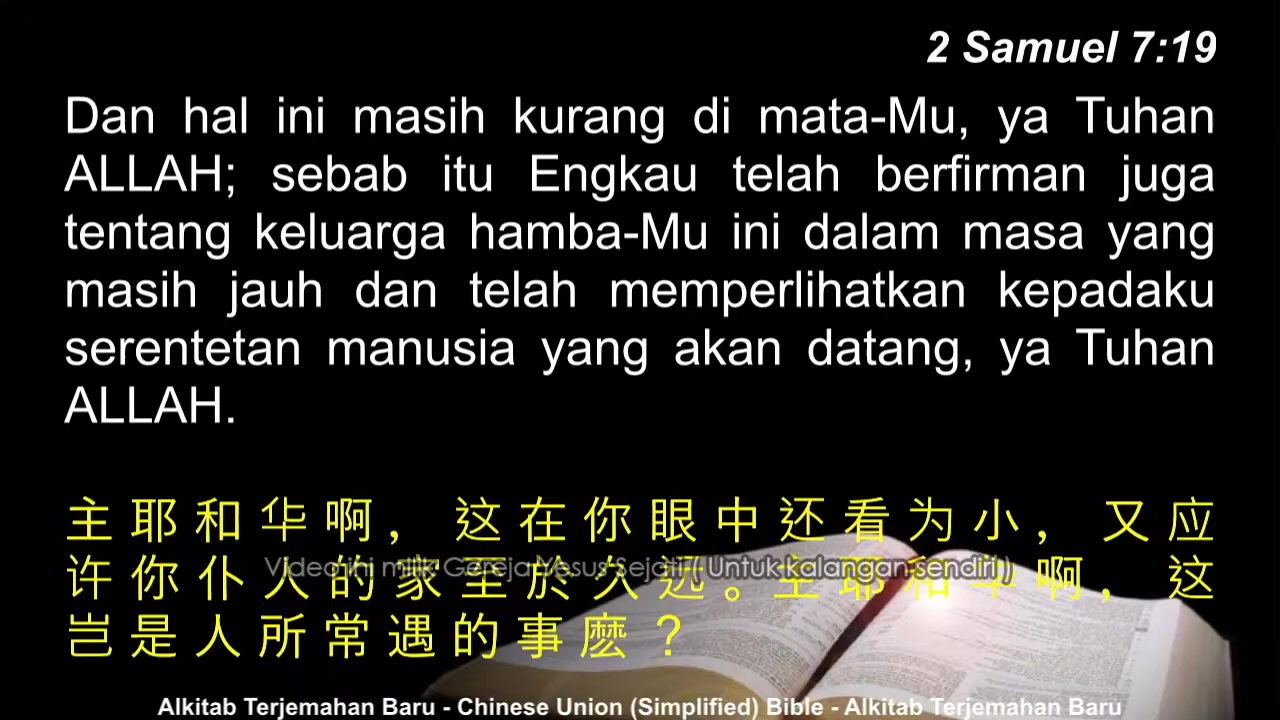 2 Samuel 7:19
Dan hal ini masih kurang di mata-Mu, ya Tuhan
ALLAH; sebab itu Engkau telah berfirman juga
tentang keluarga hamba-Mu ini dalam masa yang
masih jauh dan telah memperlihatkan kepadaku
serentetan manusia yang akan datang, ya Tuhan
ALLAH.
主耶和华啊，这在你眼中还看为小，又应
许你仆人的家至於久远。主耶和华啊，这
Video ini milik Gereja Yesus Sejati ( Untuk kalangan sendiri )
岂是人所常遇的事麽？
Alkitab Terjemahan Baru - Chinese Union (Simplified) Bible - Alkitab Terjemahan Baru